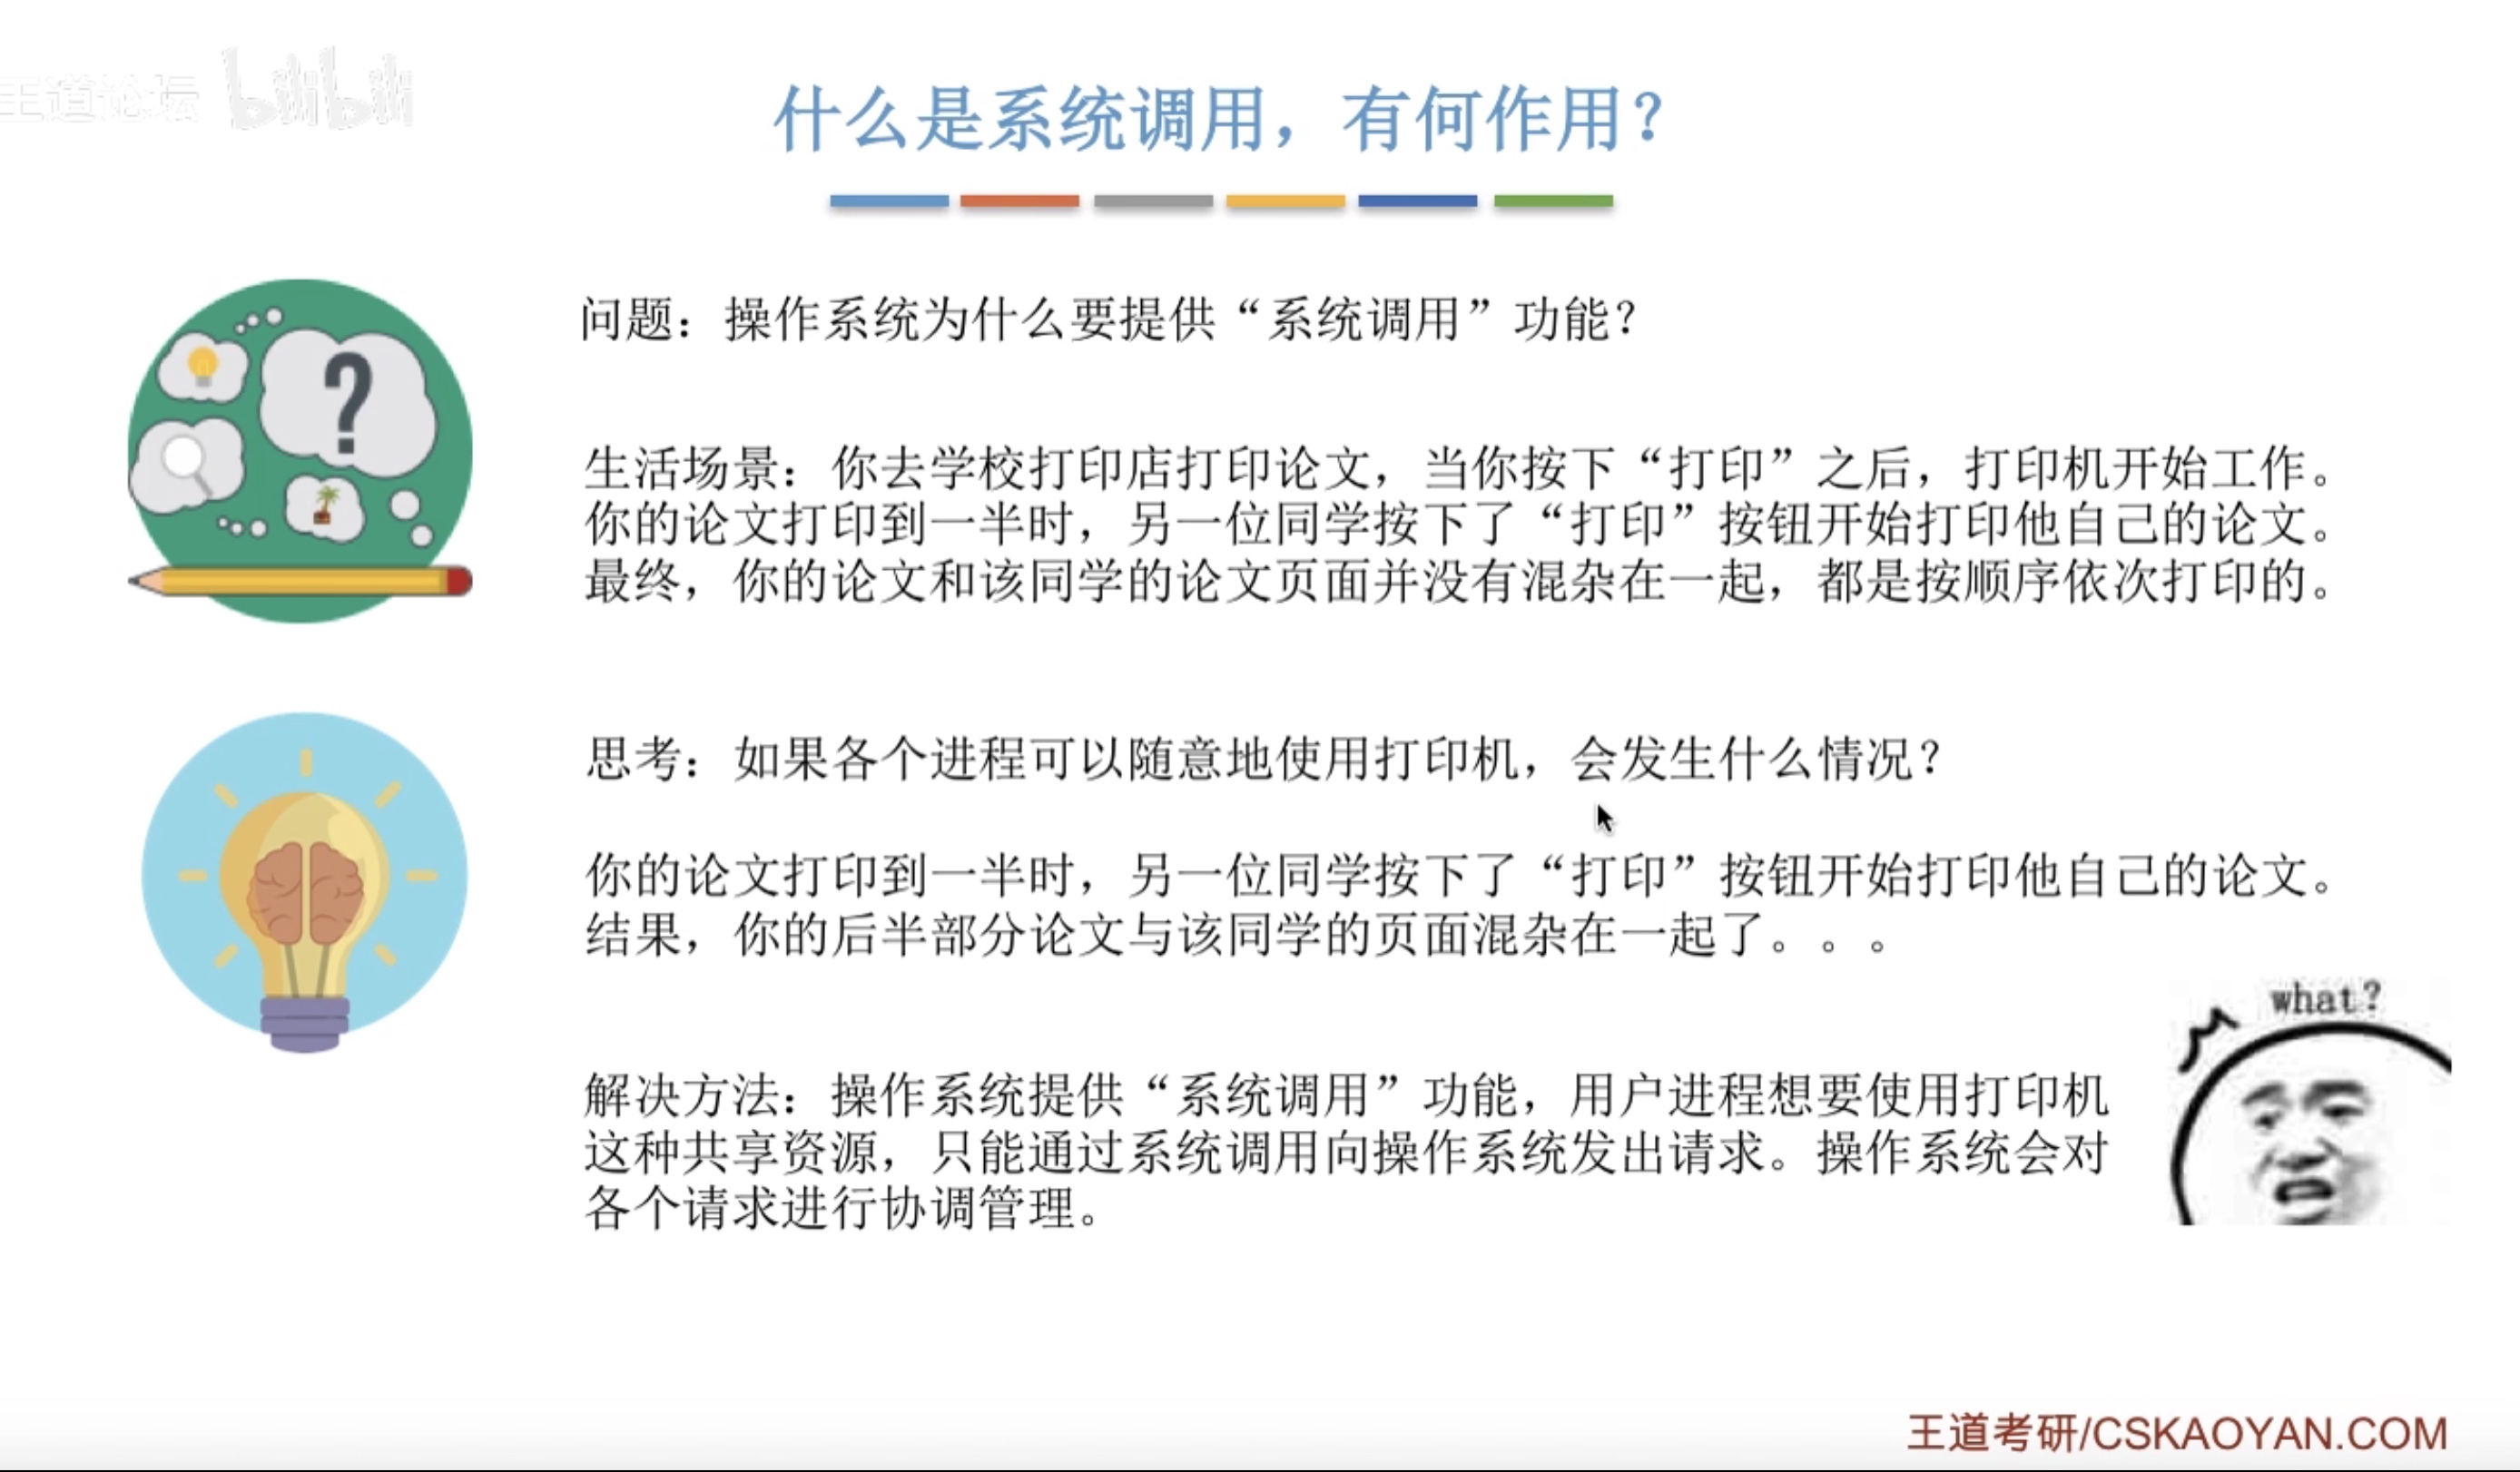 王道论坛 bilibili
什么是系统调用，有何作用？
问题：操作系统为什么要提供“系统调用”功能？
生活场景：你去学校打印店打印论文，当你按下“打印”之后，打印机开始工作。
你的论文打印到一半时，另一位同学按下了“打印”按钮开始打印他自己的论文。
最终，你的论文和该同学的论文页面并没有混杂在一起，都是按顺序依次打印的。
思考：如果各个进程可以随意地使用打印机，会发生什么情况？
你的论文打印到一半时，另一位同学按下了“打印”按钮开始打印他自己的论文。
结果，你的后半部分论文与该同学的页面混杂在一起了。。。
what?
解决方法：操作系统提供“系统调用”功能，用户进程想要使用打印机
这种共享资源，只能通过系统调用向操作系统发出请求。操作系统会对
各个请求进行协调管理。
王道考研/CSKAOYAN.COM